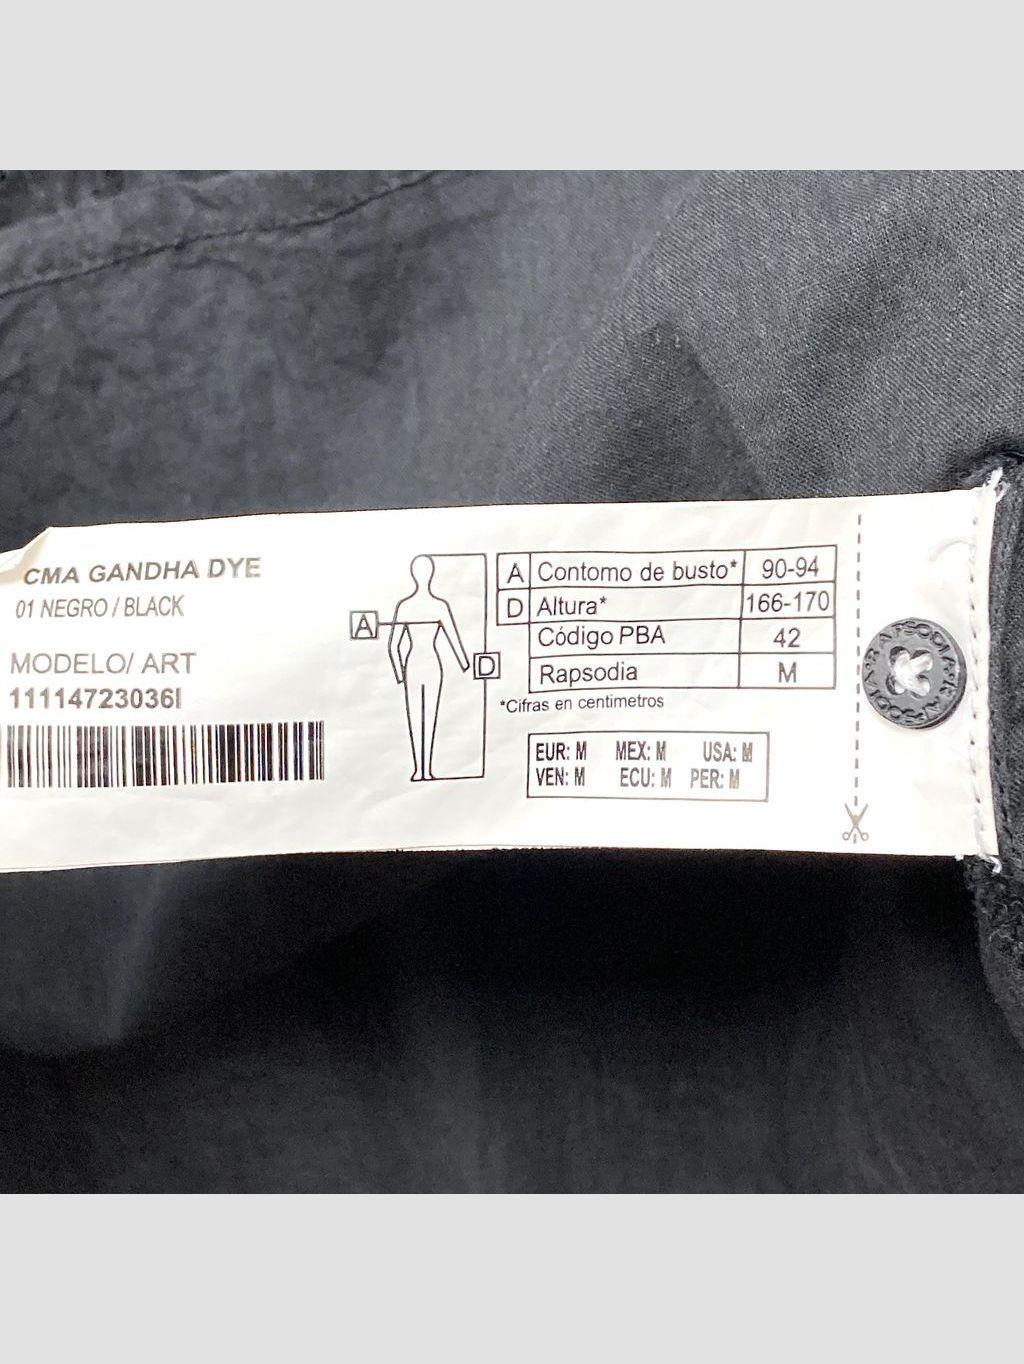 CMA GANDHA DYE
01 NEGRO / BLACK
MODELO/ ART
11114723036I
A
D
A Contomo de busto* 90-94
D Altura* 166-170
Código PBA 42
Rapsodia M
*Cifras en centimetros
EUR: M MEX: M USA: M
VEN: M ECU: M PER: M
RAPSODIA